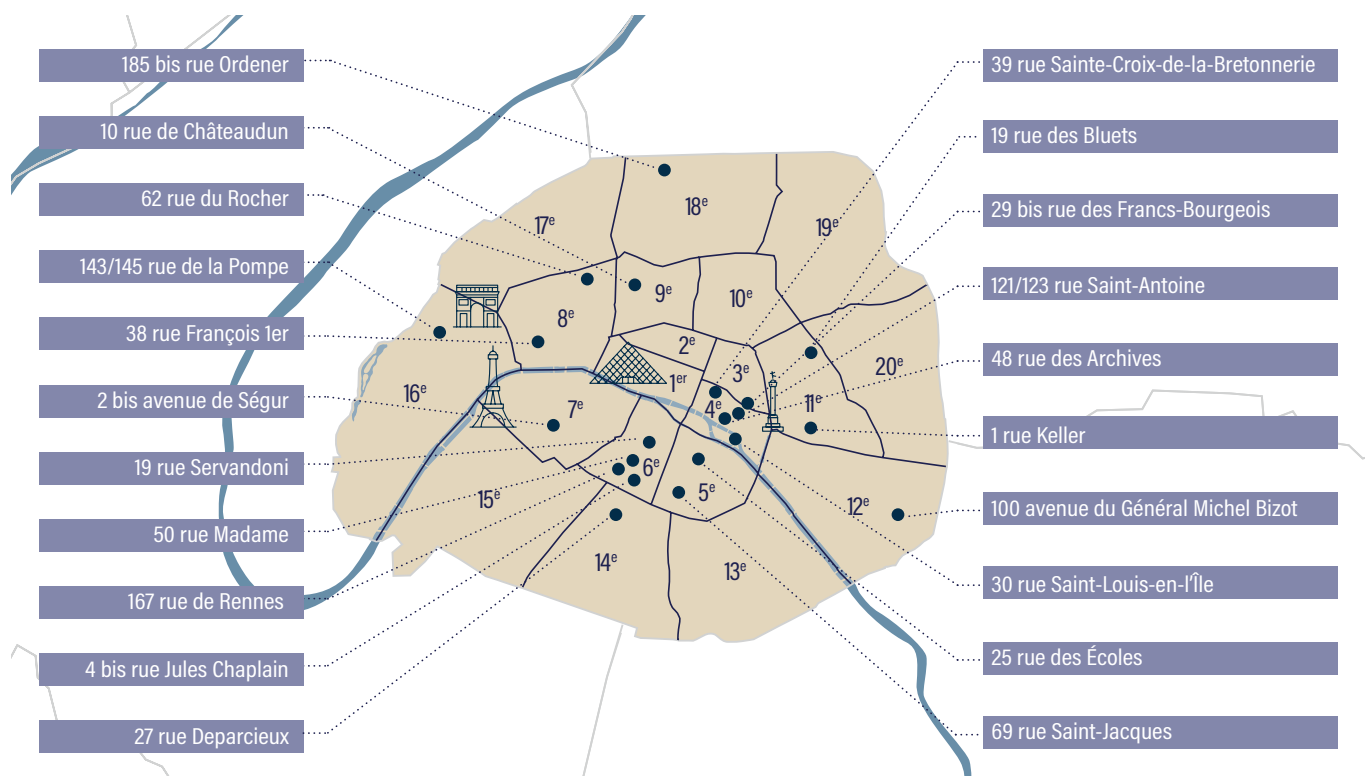 185 bis rue Ordener
10 rue de Châteaudun
62 rue du Rocher
143/145 rue de la Pompe
38 rue François 1er
2 bis avenue de Ségur
19 rue Servandoni
50 rue Madame
167 rue de Rennes
4 bis rue Jules Chaplain
27 rue Deparcieux
18e
17e
19e
9e
10e
8e
2e
3e
20e
1er
16e
7e
4e
11e
6e
5e
15e
12e
14e
13e
39 rue Sainte-Croix-de-la-Bretonnerie
19 rue des Bluets
29 bis rue des Francs-Bourgeois
121/123 rue Saint-Antoine
48 rue des Archives
1 rue Keller
100 avenue du Général Michel Bizot
30 rue Saint-Louis-en-l'Île
25 rue des Écoles
69 rue Saint-Jacques